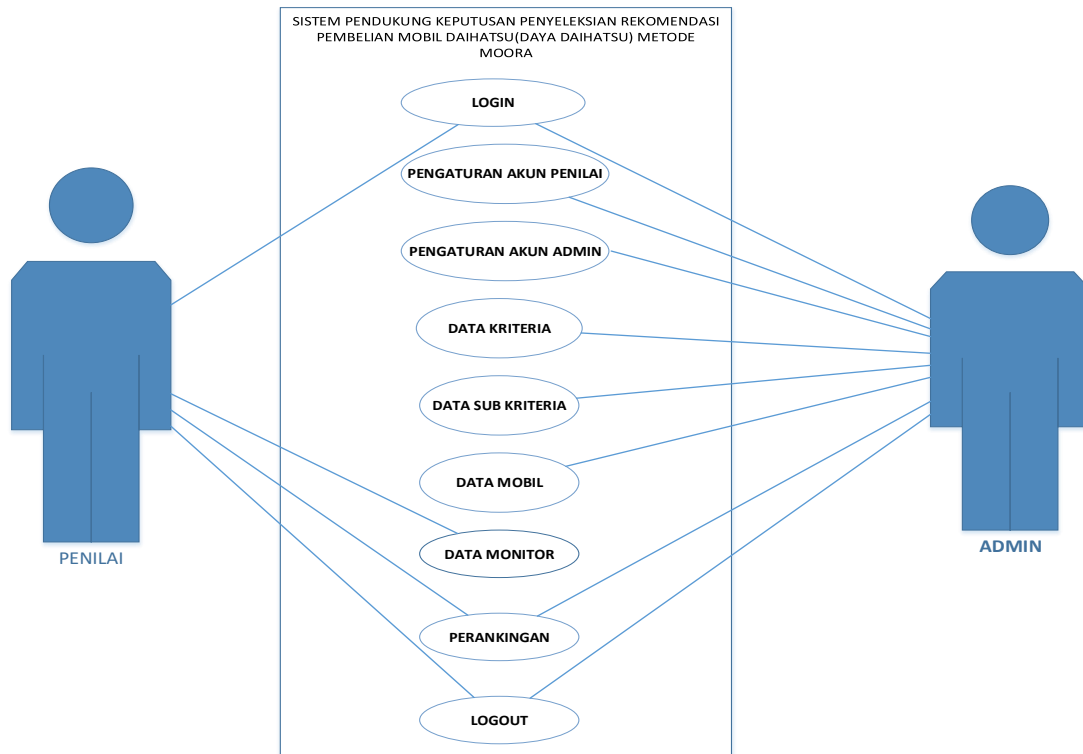 SISTEM PENDUKUNG KEPUTUSAN PENYELEKSIAN REKOMENDASI
PEMBELIAN MOBIL DAIHATSU(DAYA DAIHATSU) METODE
MOORA
LOGIN
PENGATURAN AKUN PENILAI
PENGATURAN AKUN ADMIN
DATA KRITERIA
DATA SUB KRITERIA
DATA MOBIL
DATA MONITOR
PENILAI
ADMIN
PERANKINGAN
LOGOUT